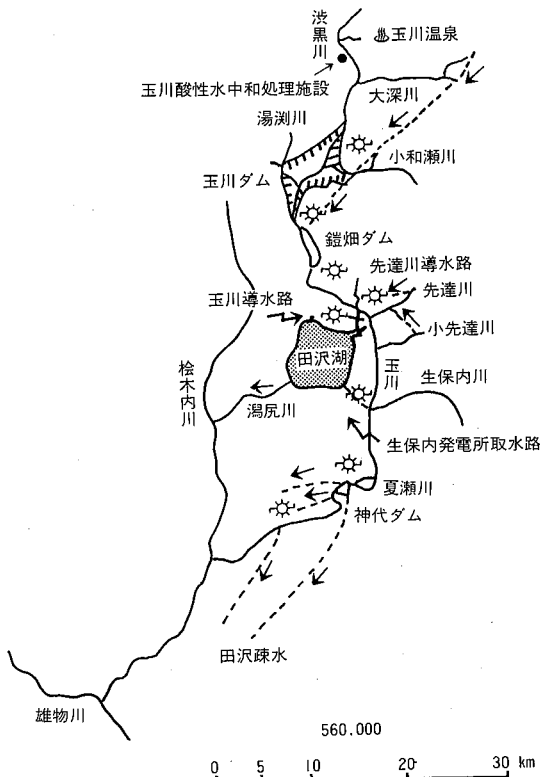 渋黒川
玉川温泉
玉川酸性水中和処理施設
大深川
湯渕川
小和瀬川
玉川ダム
鎧畑ダム
先達川導水路
玉川導水路
先達川
小先達川
田沢湖
玉川
生保内川
桧木内川
潟尻川
生保内発電所取水路
夏瀬川
神代ダム
田沢疎水
雄物川
560.000
0 5 10 20 30 km